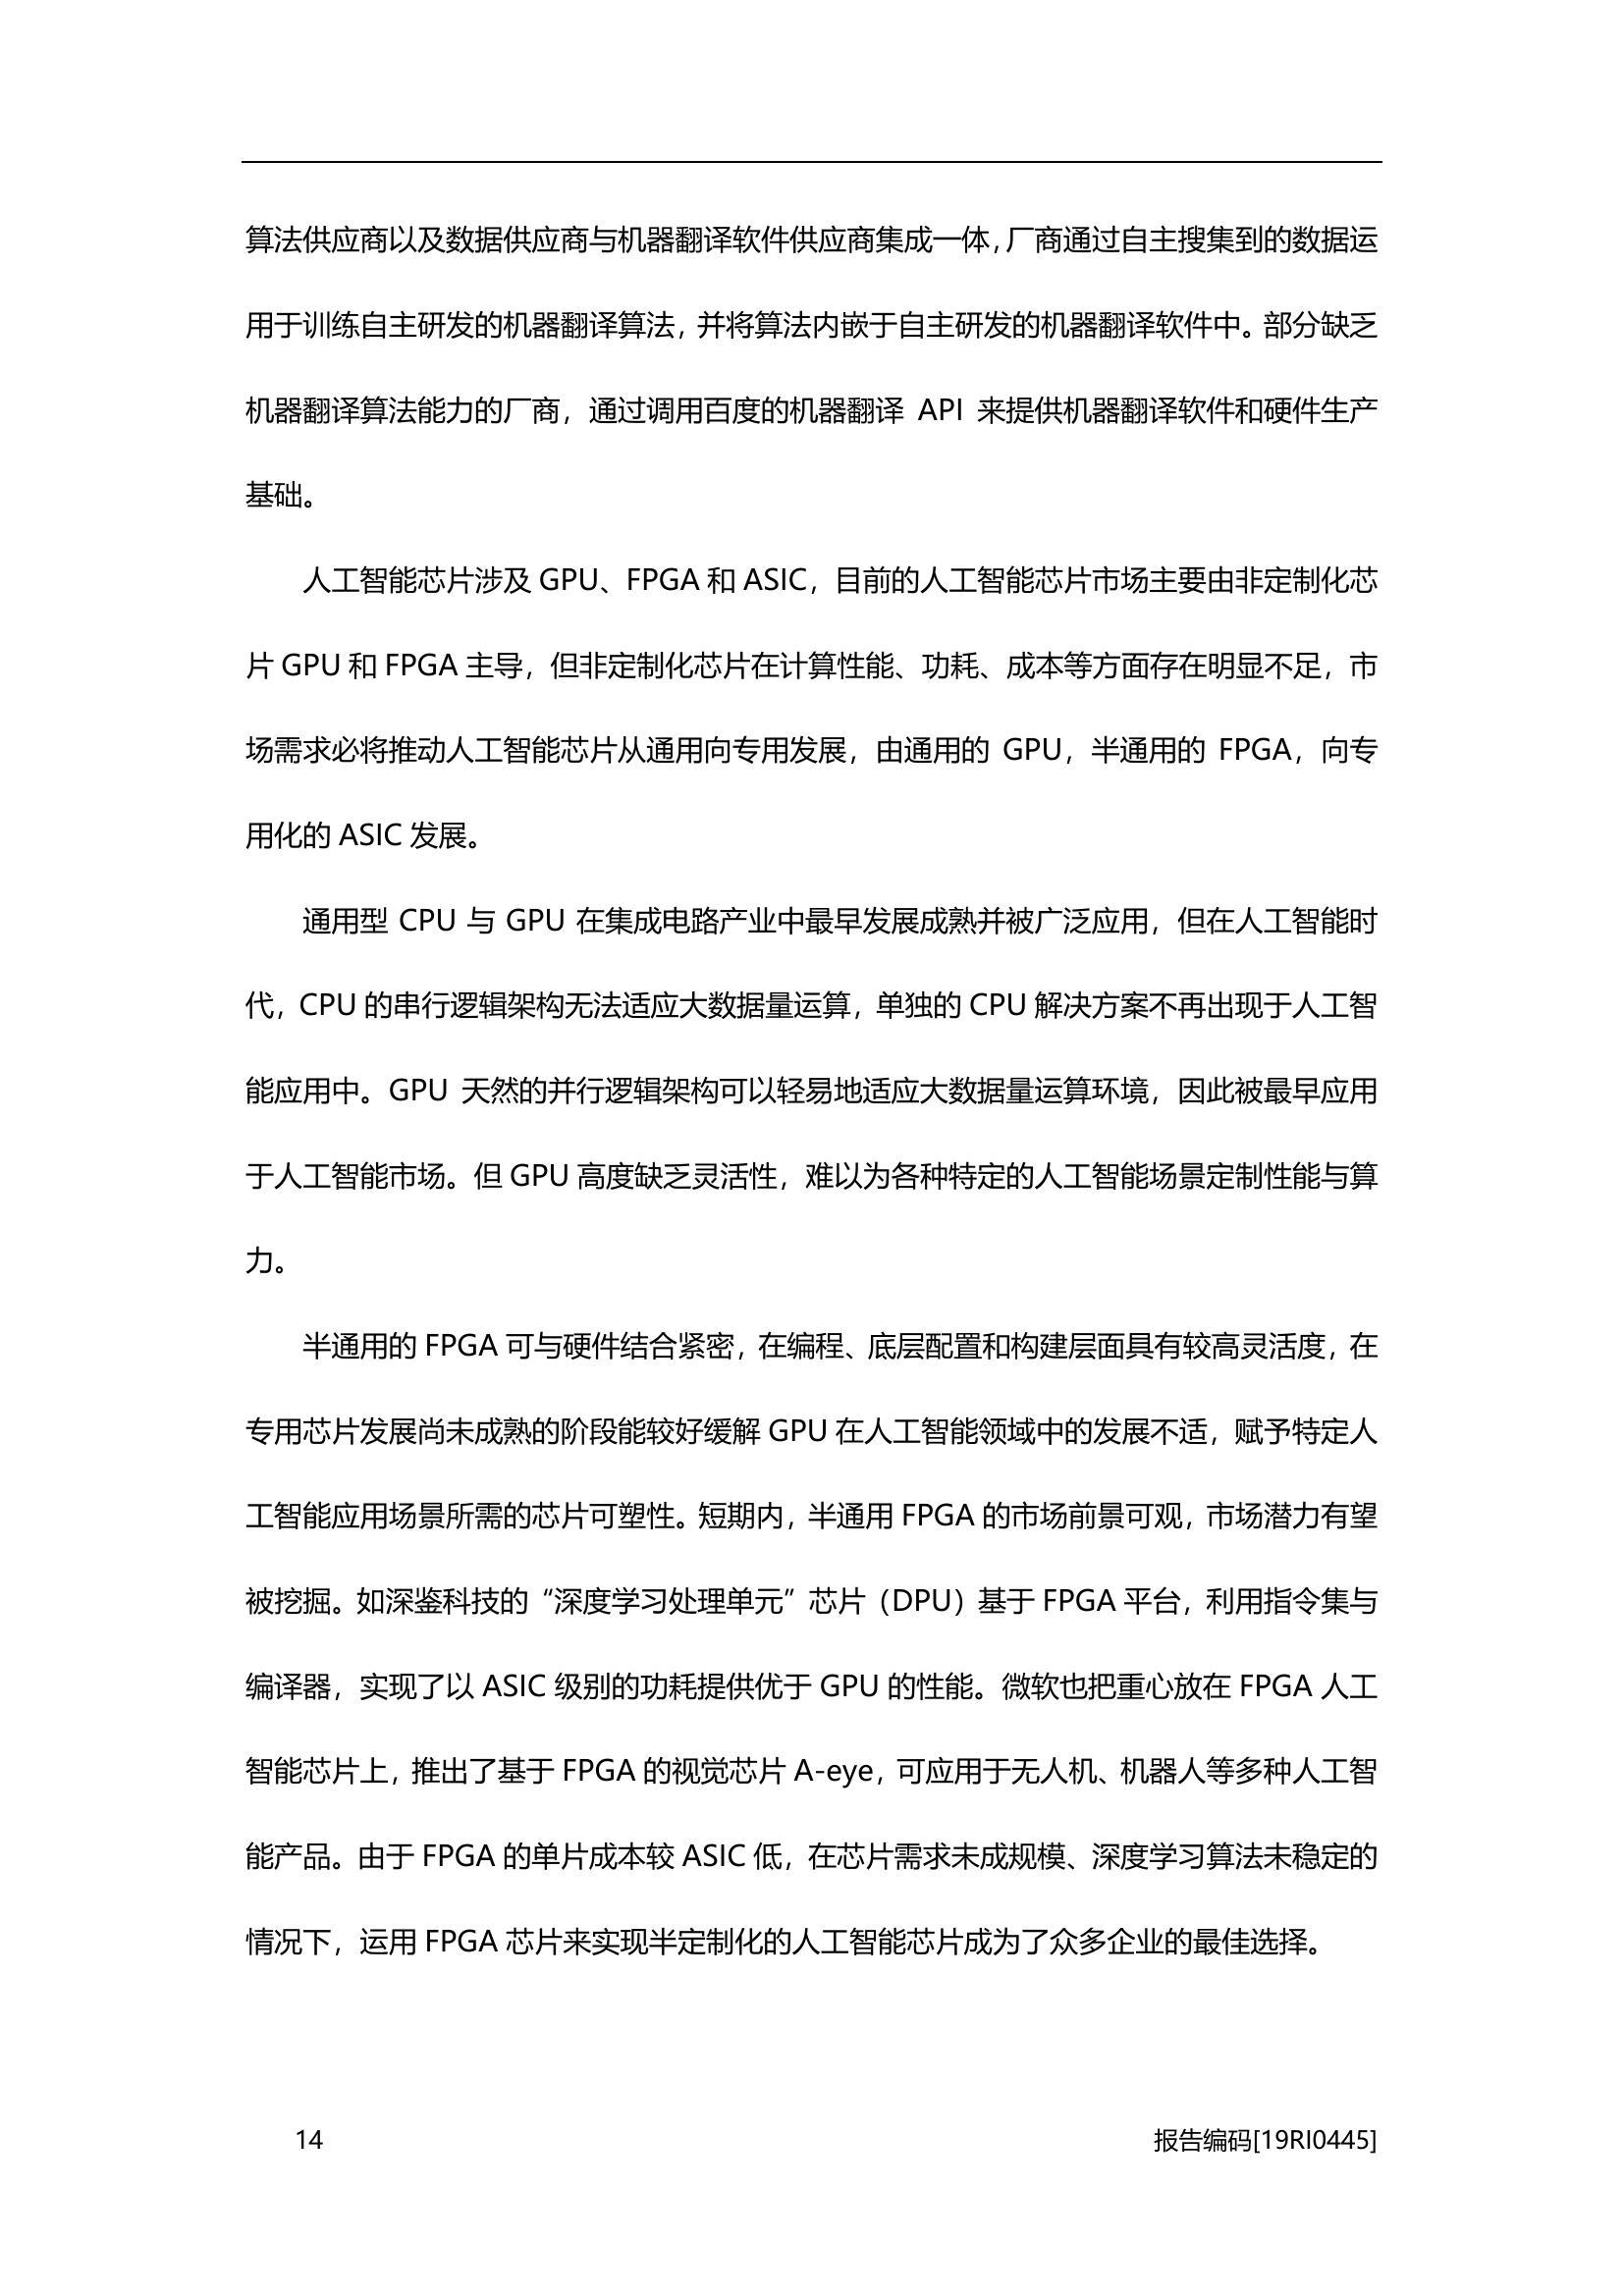 算法供应商以及数据供应商与机器翻译软件供应商集成一体，厂商通过自主搜集到的数据运
用于训练自主研发的机器翻译算法，并将算法内嵌于自主研发的机器翻译软件中。部分缺乏
机器翻译算法能力的厂商，通过调用百度的机器翻译 API 来提供机器翻译软件和硬件生产
基础。
人工智能芯片涉及 GPU、FPGA 和 ASIC，目前的人工智能芯片市场主要由非定制化芯
片 GPU 和 FPGA 主导，但非定制化芯片在计算性能、功耗、成本等方面存在明显不足，市
场需求必将推动人工智能芯片从通用向专用发展，由通用的 GPU，半通用的 FPGA，向专
用化的 ASIC 发展。
通用型 CPU 与 GPU 在集成电路产业中最早发展成熟并被广泛应用，但在人工智能时
代，CPU 的串行逻辑架构无法适应大数据量运算，单独的 CPU 解决方案不再出现于人工智
能应用中。GPU 天然的并行逻辑架构可以轻易地适应大数据量运算环境，因此被最早应用
于人工智能市场。但 GPU 高度缺乏灵活性，难以为各种特定的人工智能场景定制性能与算
力。
半通用的 FPGA 可与硬件结合紧密，在编程、底层配置和构建层面具有较高灵活度，在
专用芯片发展尚未成熟的阶段能较好缓解 GPU 在人工智能领域中的发展不适，赋予特定人
工智能应用场景所需的芯片可塑性。短期内，半通用 FPGA 的市场前景可观，市场潜力有望
被挖掘。如深鉴科技的“深度学习处理单元”芯片（DPU）基于 FPGA 平台，利用指令集与
编译器，实现了以 ASIC 级别的功耗提供优于 GPU 的性能。微软也把重心放在 FPGA 人工
智能芯片上，推出了基于 FPGA 的视觉芯片 A-eye，可应用于无人机、机器人等多种人工智
能产品。由于 FPGA 的单片成本较 ASIC 低，在芯片需求未成规模、深度学习算法未稳定的
情况下，运用 FPGA 芯片来实现半定制化的人工智能芯片成为了众多企业的最佳选择。
14 报告编码[19RI0445]